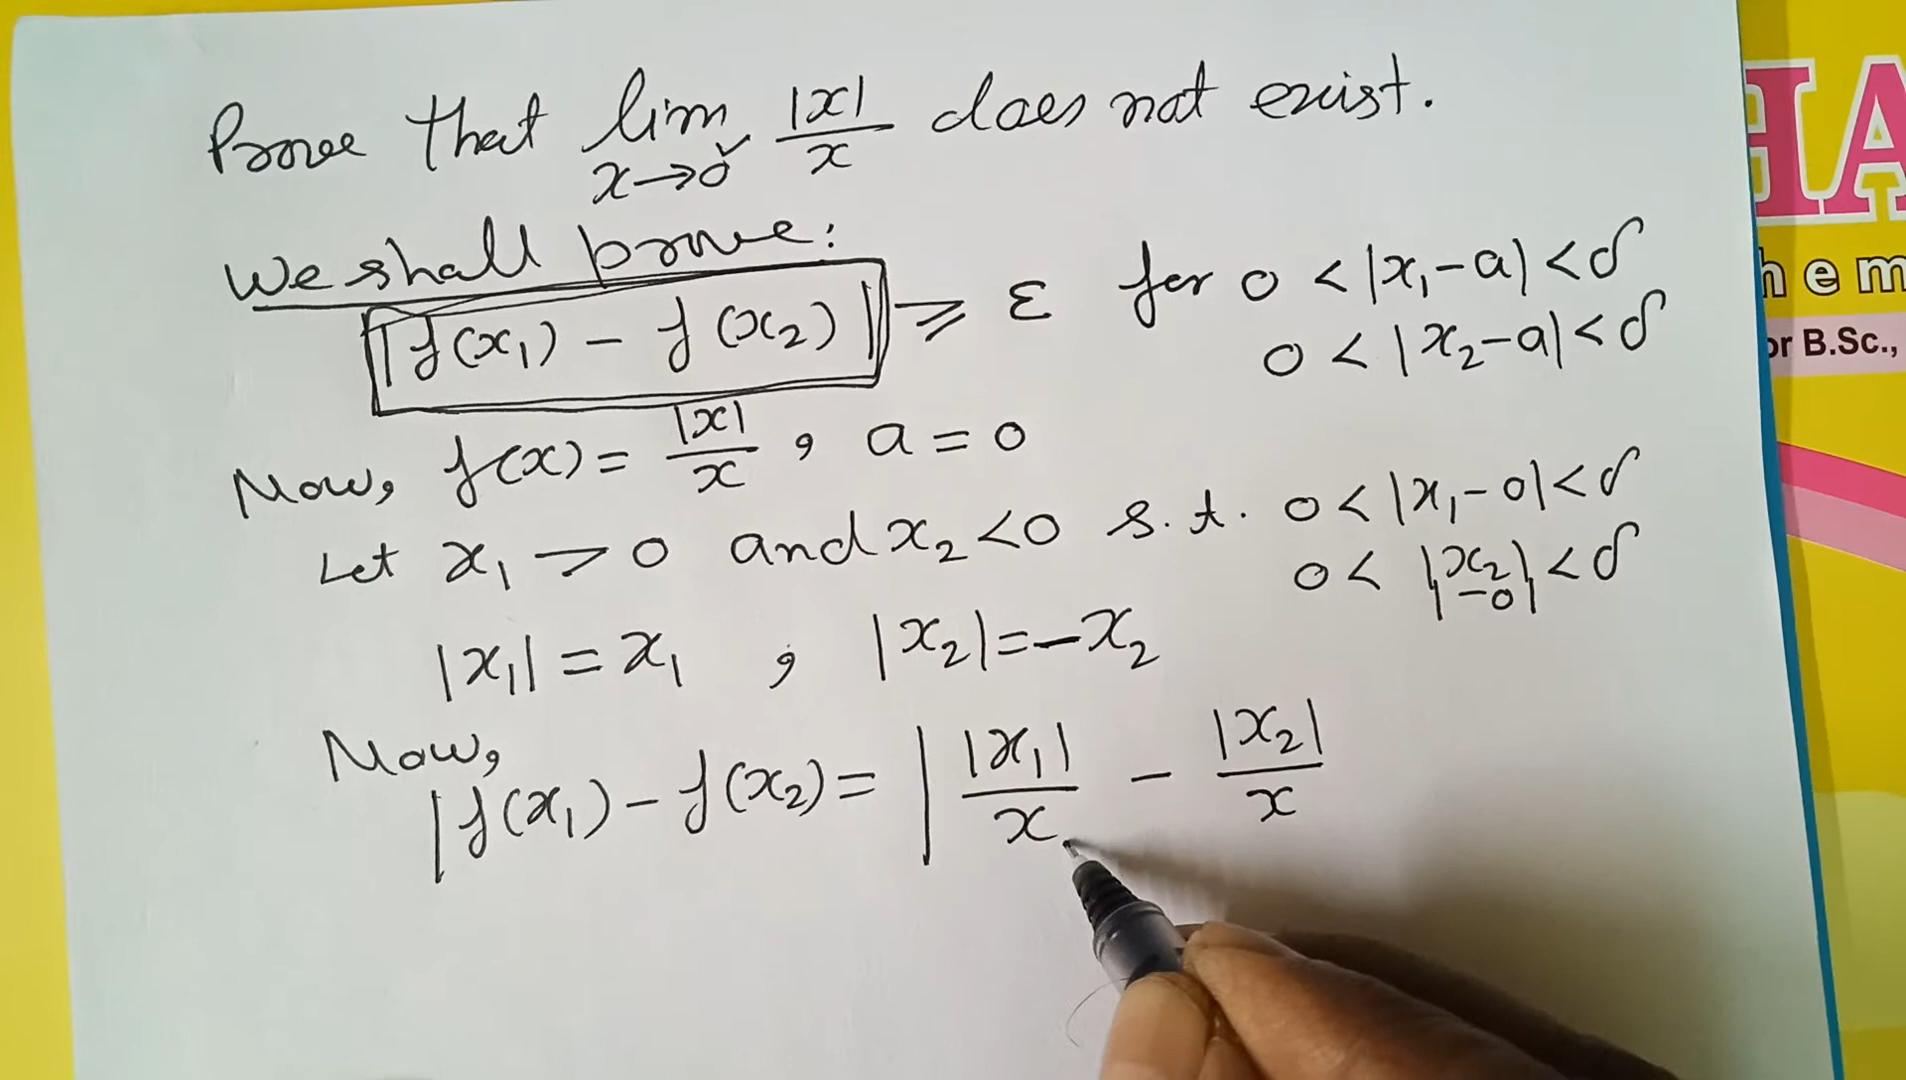 Prove that lim x→0 |x|/x does not exist.
We shall prove:
|f(x₁) - f(x₂)| ≥ ε for 0 < |x₁-a| < δ
0 < |x₂-a| < δ
Now, f(x) = |x|/x , a = 0
Let x₁ > 0 and x₂ < 0 s.t. 0 < |x₁-0| < δ
0 < |x₂-0| < δ
|x₁| = x₁ , |x₂| = -x₂
Now,
|f(x₁) - f(x₂) = | |x₁|/x - |x₂|/x
HA
hem
or B.Sc.,